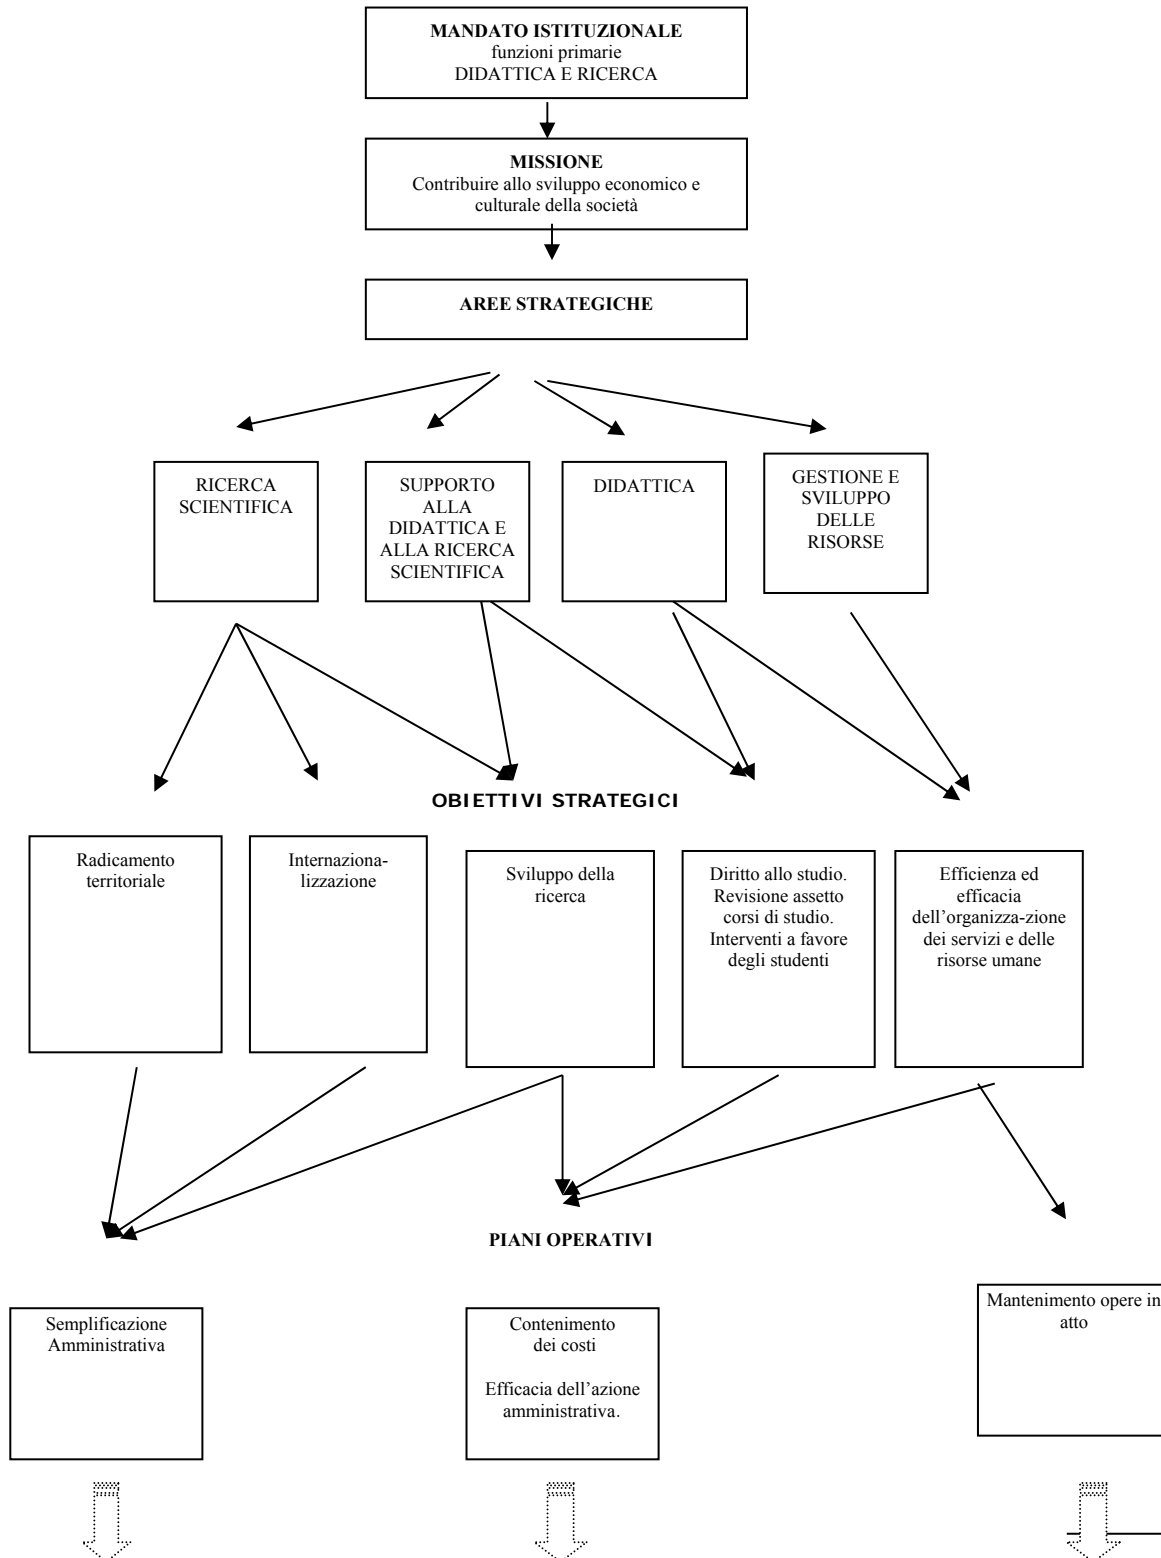 MANDATO ISTITUZIONALE
funzioni primarie
DIDATTICA E RICERCA
MISSIONE
Contribuire allo sviluppo economico e
culturale della società
AREE STRATEGICHE
RICERCA
SCIENTIFICA
SUPPORTO
ALLA
DIDATTICA E
ALLA RICERCA
SCIENTIFICA
DIDATTICA
GESTIONE E
SVILUPPO
DELLE
RISORSE
OBIETTIVI STRATEGICI
Radicamento
territoriale
Internaziona-
lizzazione
Sviluppo della
ricerca
Diritto allo studio.
Revisione assetto
corsi di studio.
Interventi a favore
degli studenti
Efficienza ed
efficacia
dell’organizza-zione
dei servizi e delle
risorse umane
PIANI OPERATIVI
Semplificazione
Amministrativa
Contenimento
dei costi
Efficacia dell’azione
amministrativa.
Mantenimento opere in
atto